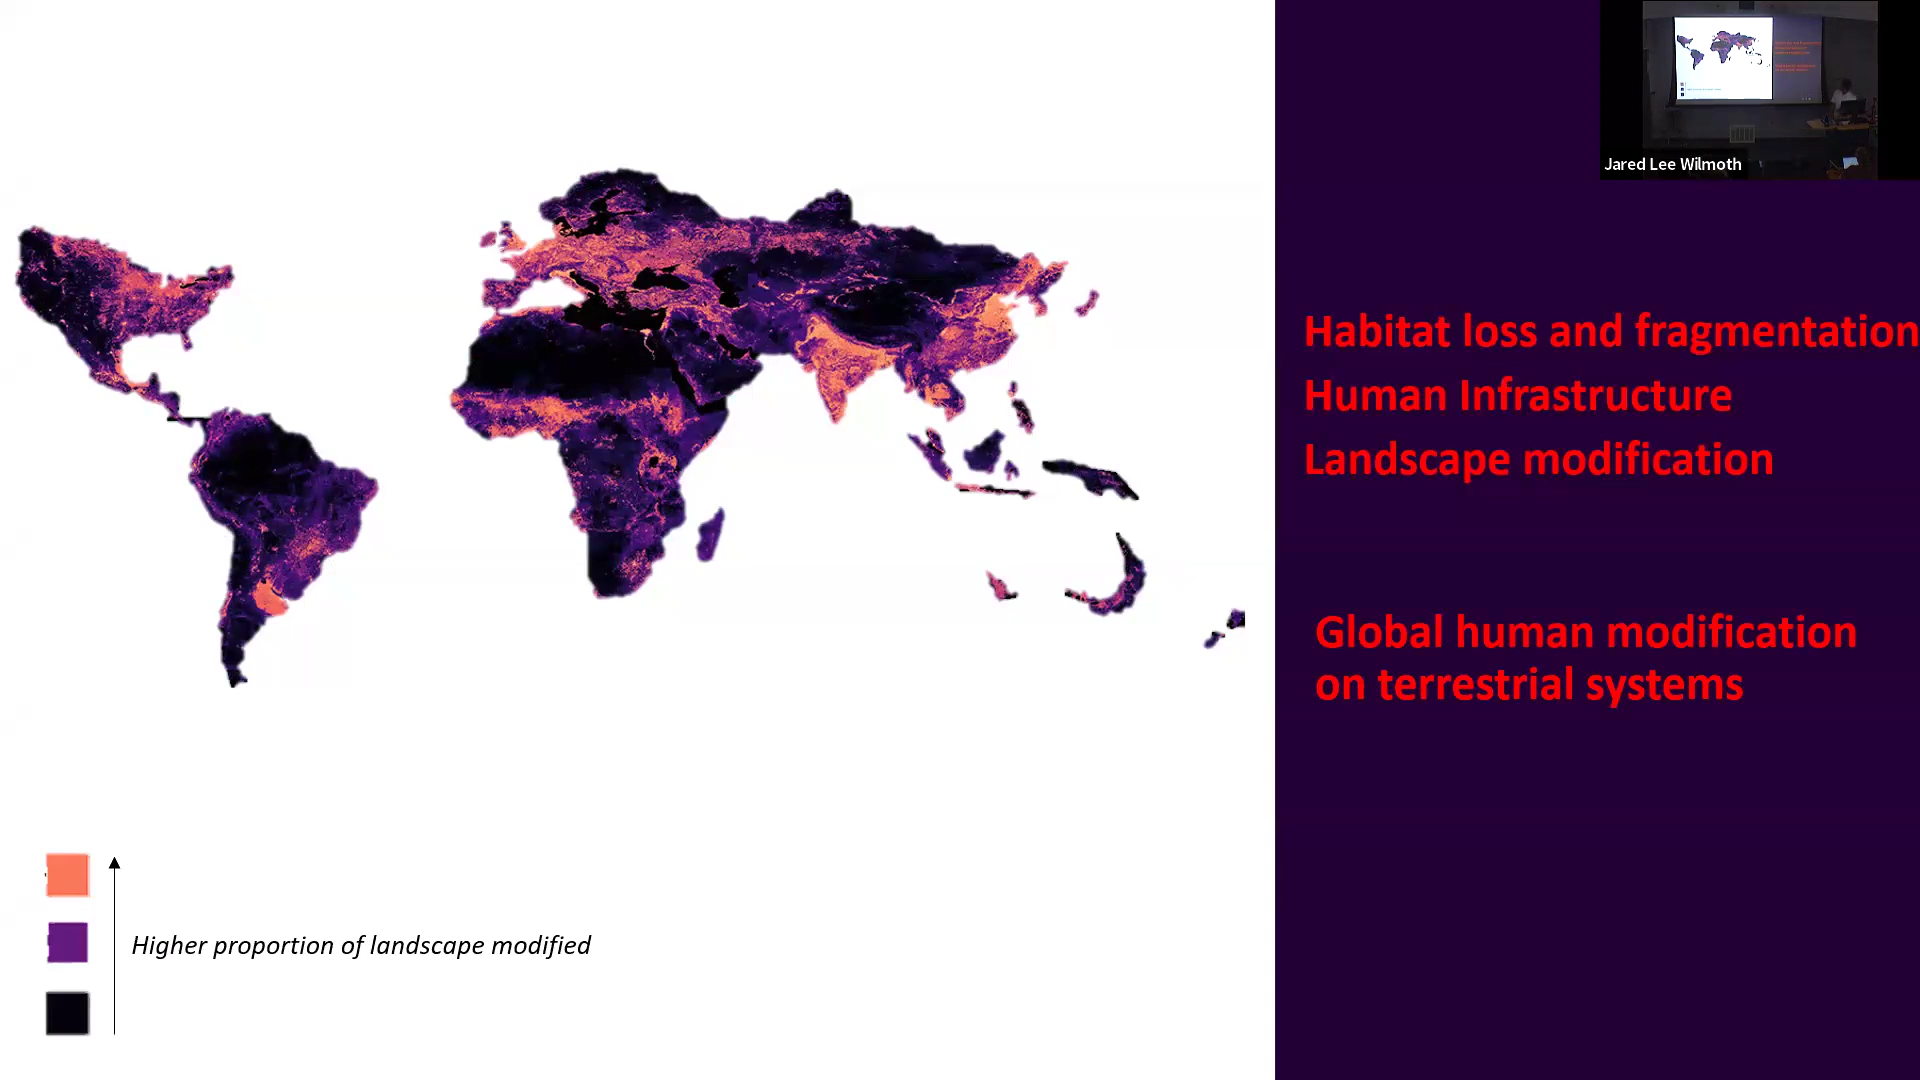 Jared Lee Wilmoth
Habitat loss and fragmentation
Human Infrastructure
Landscape modification
Global human modification
on terrestrial systems
Higher proportion of landscape modified